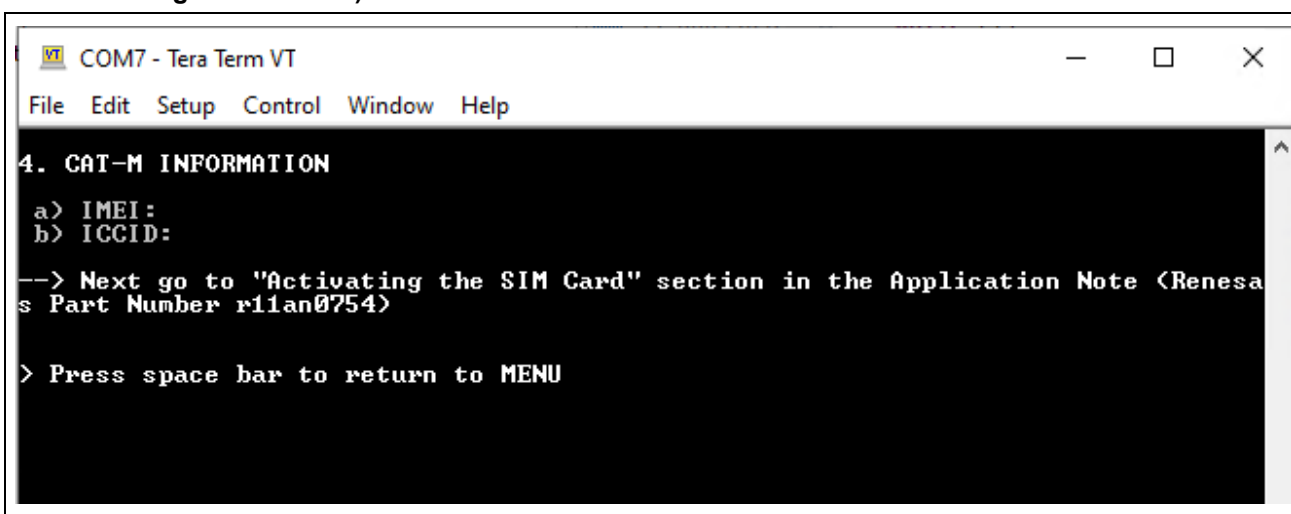 COM7 - Tera Term VT
File Edit Setup Control Window Help
4. CAT-M INFORMATION
a) IMEI:
b) ICCID:
--> Next go to "Activating the SIM Card" section in the Application Note (Renesa
s Part Number r11an0754)
> Press space bar to return to MENU